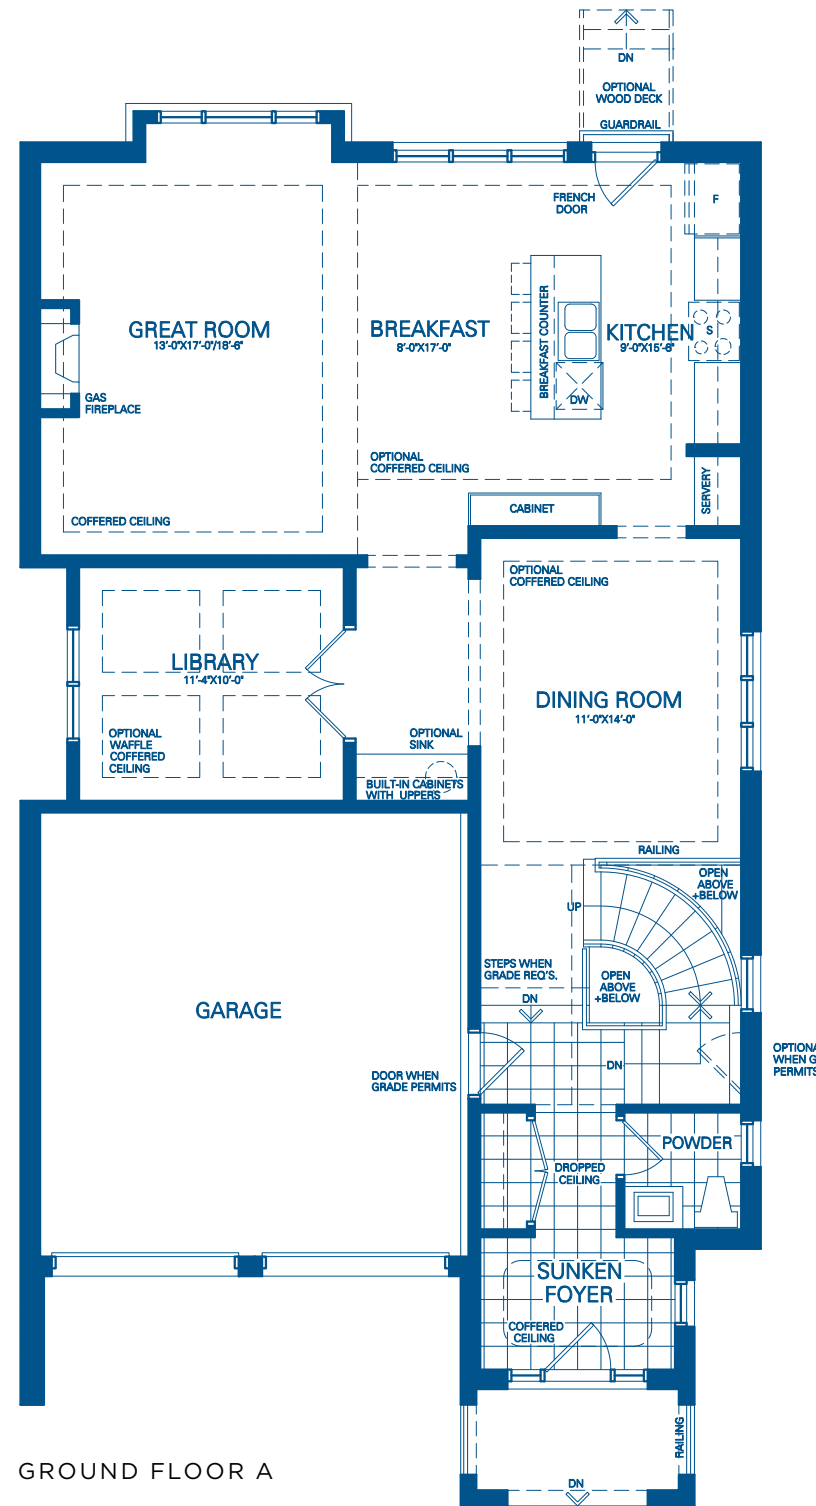 DN
OPTIONAL
WOOD DECK
GUARDRAIL
FRENCH
DOOR
F
BREAKFAST COUNTER
GREAT ROOM
13'-0"X17'-0"/18'-6"
BREAKFAST
8'-0"X17'-0"
KITCHEN
9'-0"X15'-6"
S
GAS
FIREPLACE
DW
OPTIONAL
COFFERED CEILING
SERVERY
COFFERED CEILING
CABINET
OPTIONAL
COFFERED CEILING
LIBRARY
11'-4"X10'-0"
DINING ROOM
11'-0"X14'-0"
OPTIONAL
WAFFLE
COFFERED
CEILING
OPTIONAL
SINK
BUILT-IN CABINETS
WITH UPPERS
RAILING
OPEN
ABOVE
+BELOW
UP
STEPS WHEN
GRADE REQ'S.
OPEN
ABOVE
+BELOW
DN
GARAGE
DN
DOOR WHEN
GRADE PERMITS
OPTIONA
WHEN G
PERMITS
POWDER
DROPPED
CEILING
SUNKEN
FOYER
COFFERED
CEILING
RAILING
DN
GROUND FLOOR A